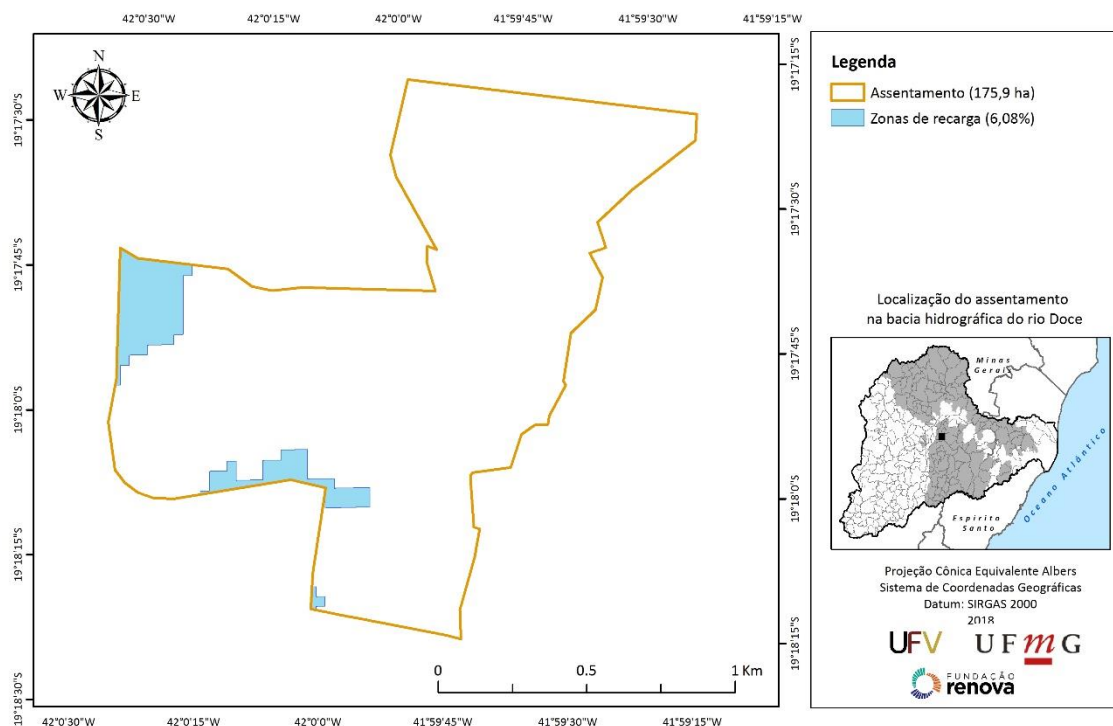 42°0'30"W 42°0'15"W 42°0'0"W 41°59'45"W 41°59'30"W 41°59'15"W
N
W E
S
19°17'30"S
19°17'45"S
19°18'0"S
19°18'15"S
19°18'30"S
19°17'15"S
19°17'30"S
19°17'45"S
19°18'0"S
19°18'15"S
0 0.5 1 Km
42°0'30"W 42°0'15"W 42°0'0"W 41°59'45"W 41°59'30"W 41°59'15"W
Legenda
Assentamento (175,9 ha)
Zonas de recarga (6,08%)
Localização do assentamento
na bacia hidrográfica do rio Doce
Minas
Gerais
Espírito
Santo
Oceano Atlântico
Projeção Cônica Equivalente Albers
Sistema de Coordenadas Geográficas
Datum: SIRGAS 2000
2018
UFV UFmG
FUNDAÇÃO
renova